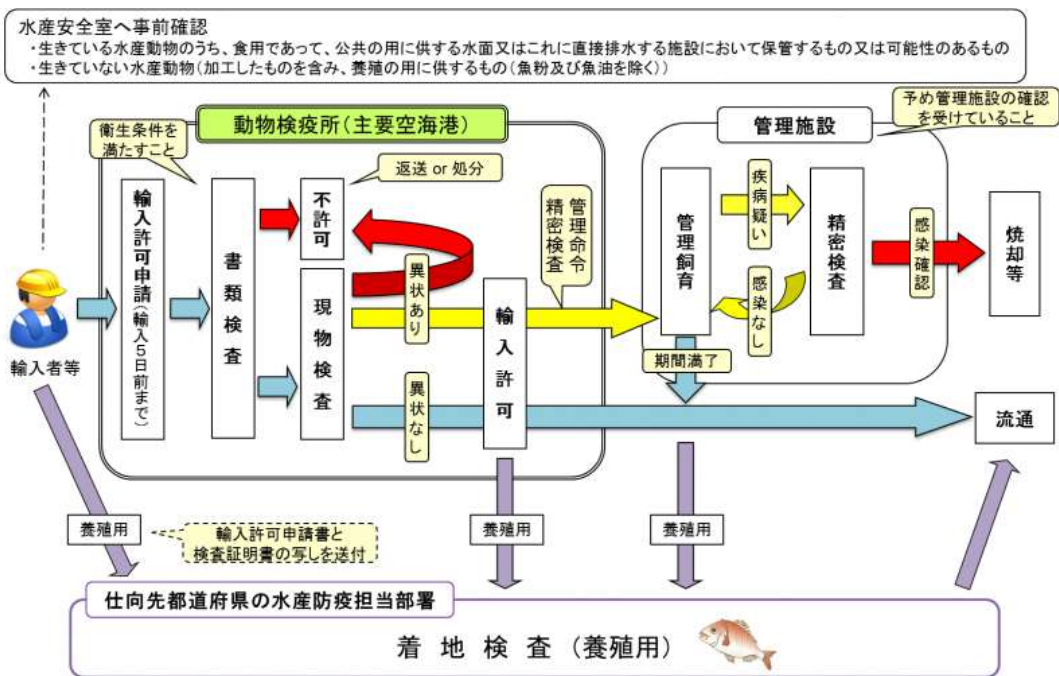 水産安全室へ事前確認
・生きている水産動物のうち、食用であって、公共の用に供する水面又はこれに直接排水する施設において保管するもの又は可能性のあるもの
・生きていない水産動物(加工したものを含み、養殖の用に供するもの(魚粉及び魚油を除く))
動物検疫所(主要空海港)
管理施設
予め管理施設の確認
を受けていること
衛生条件を
満たすこと
返送 or 処分
輸入許可申請(輸入5日前まで)
書類検査
不許可
現物検査
異状あり
異状なし
輸入許可
管理命令
精密検査
管理飼育
疾病疑い
感染なし
精密検査
感染確認
焼却等
期間満了
流通
輸入者等
養殖用
輸入許可申請書と
検査証明書の写しを送付
養殖用
養殖用
仕向先都道府県の水産防疫担当部署
着地検査(養殖用)